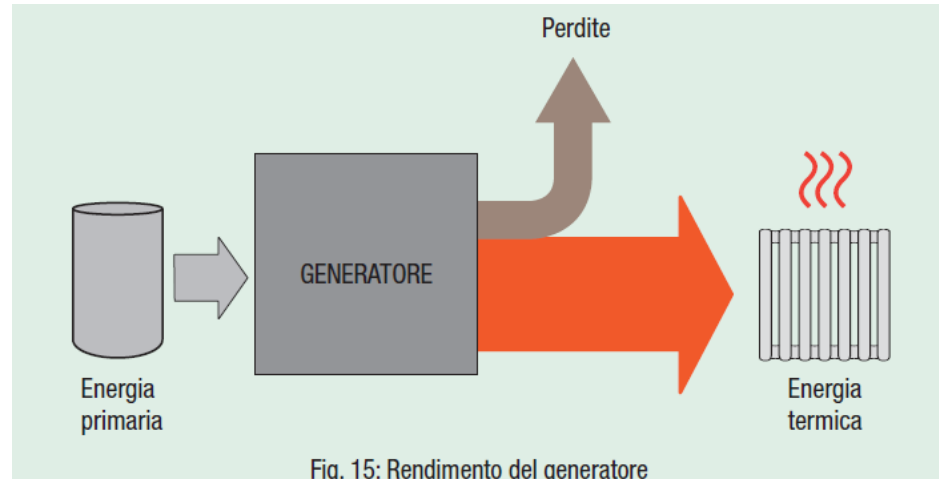 Perdite
GENERATORE
Energia
primaria
Energia
termica
Fig. 15: Rendimento del generatore